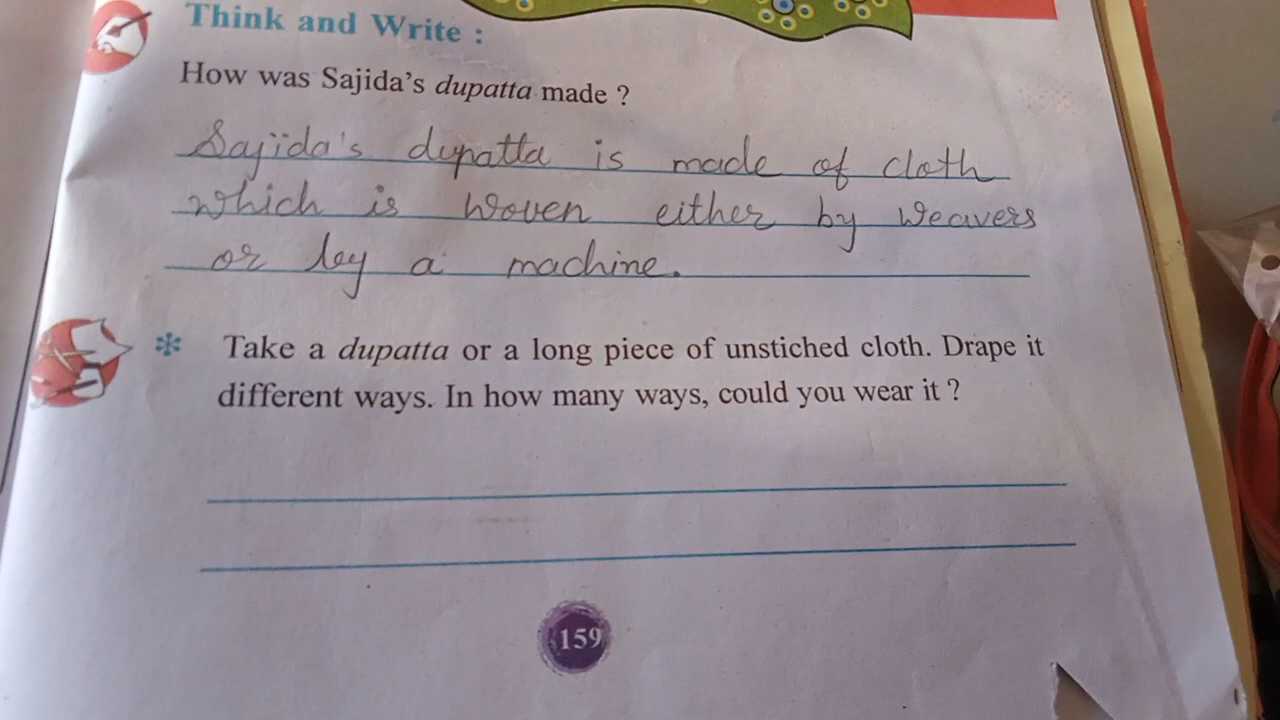 Think and Write :
How was Sajida's dupatta made ?
Sajida's dupatta is made of cloth
which is woven either by weavers
or by a machine.
* Take a dupatta or a long piece of unstiched cloth. Drape it
different ways. In how many ways, could you wear it ?
159